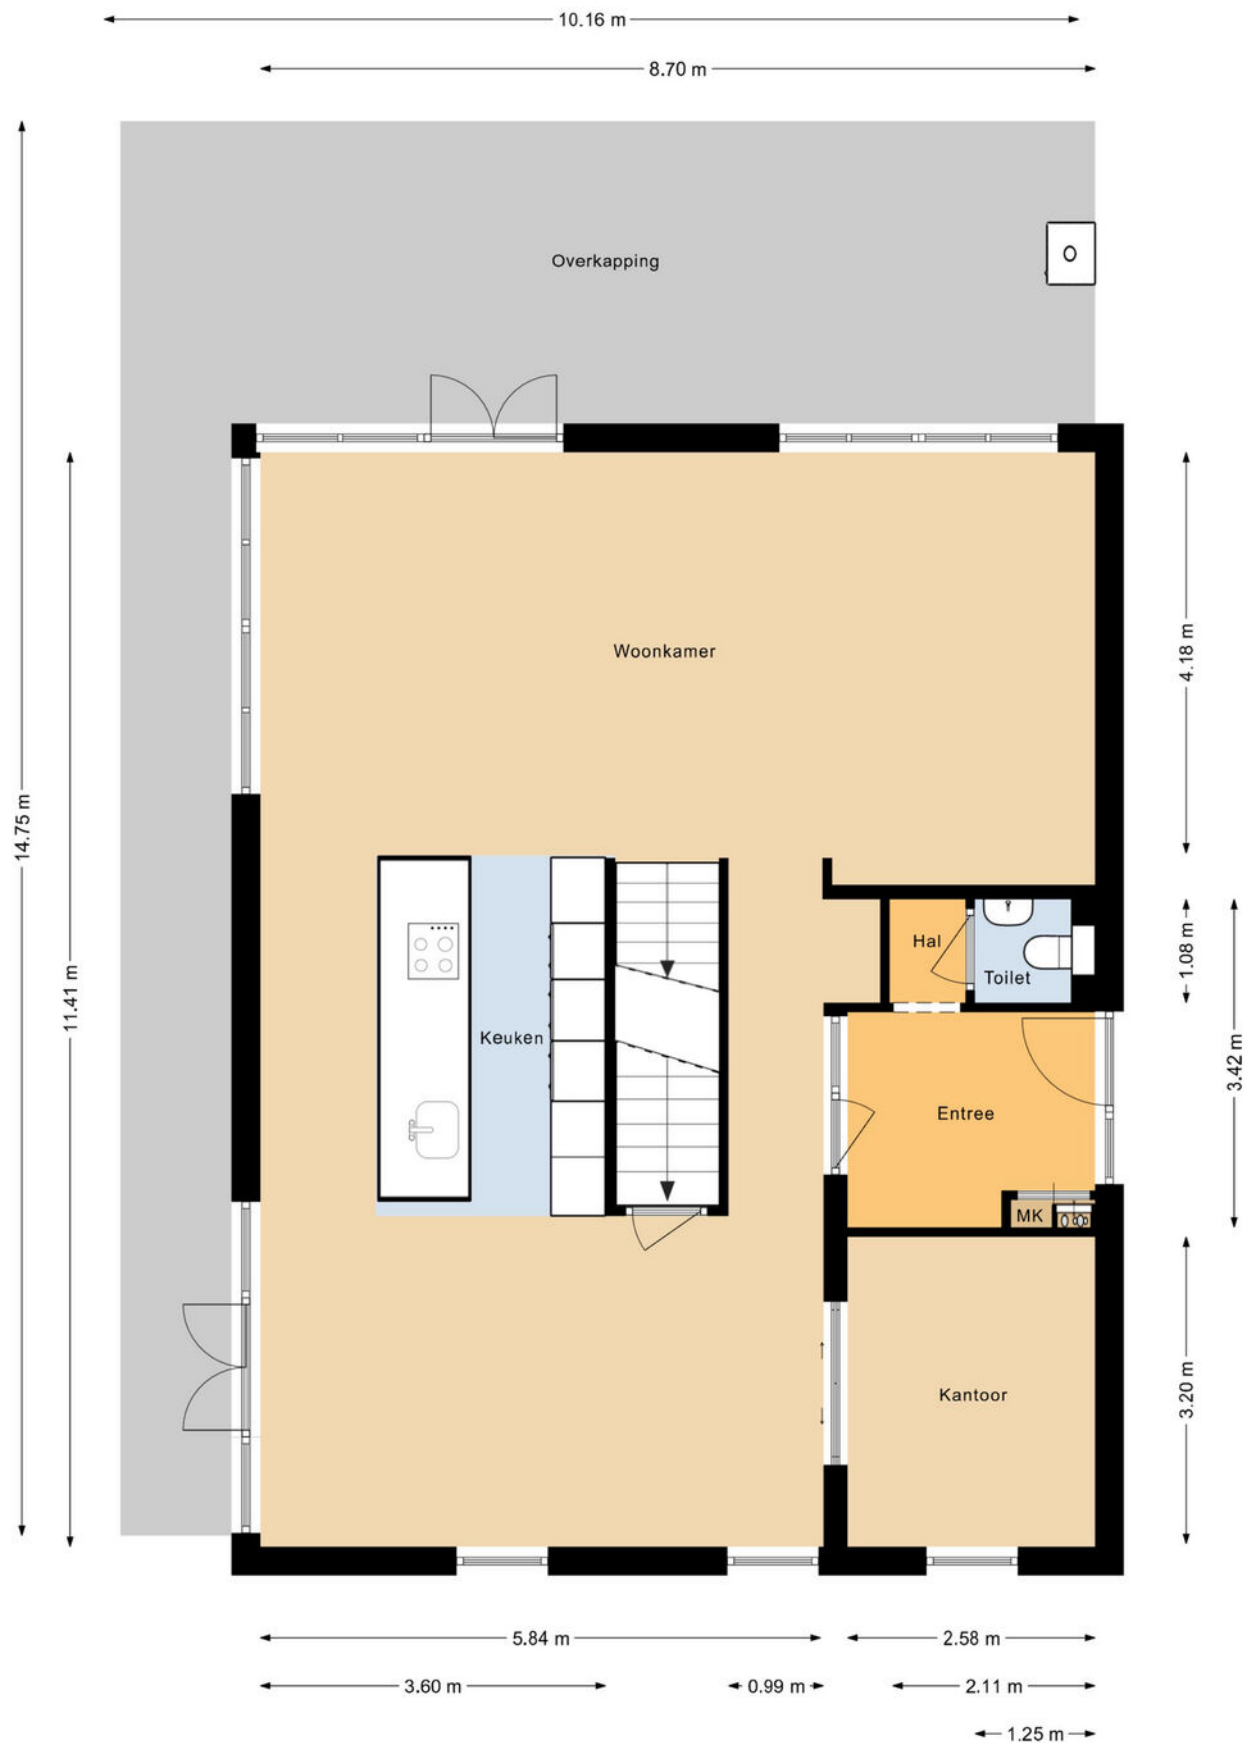 10.16 m
8.70 m
Overkapping
Woonkamer
4.18 m
14.75 m
11.41 m
Hal
1.08 m
Toilet
Keuken
3.42 m
Entree
MK
Kantoor
3.20 m
5.84 m
2.58 m
3.60 m
0.99 m
2.11 m
1.25 m